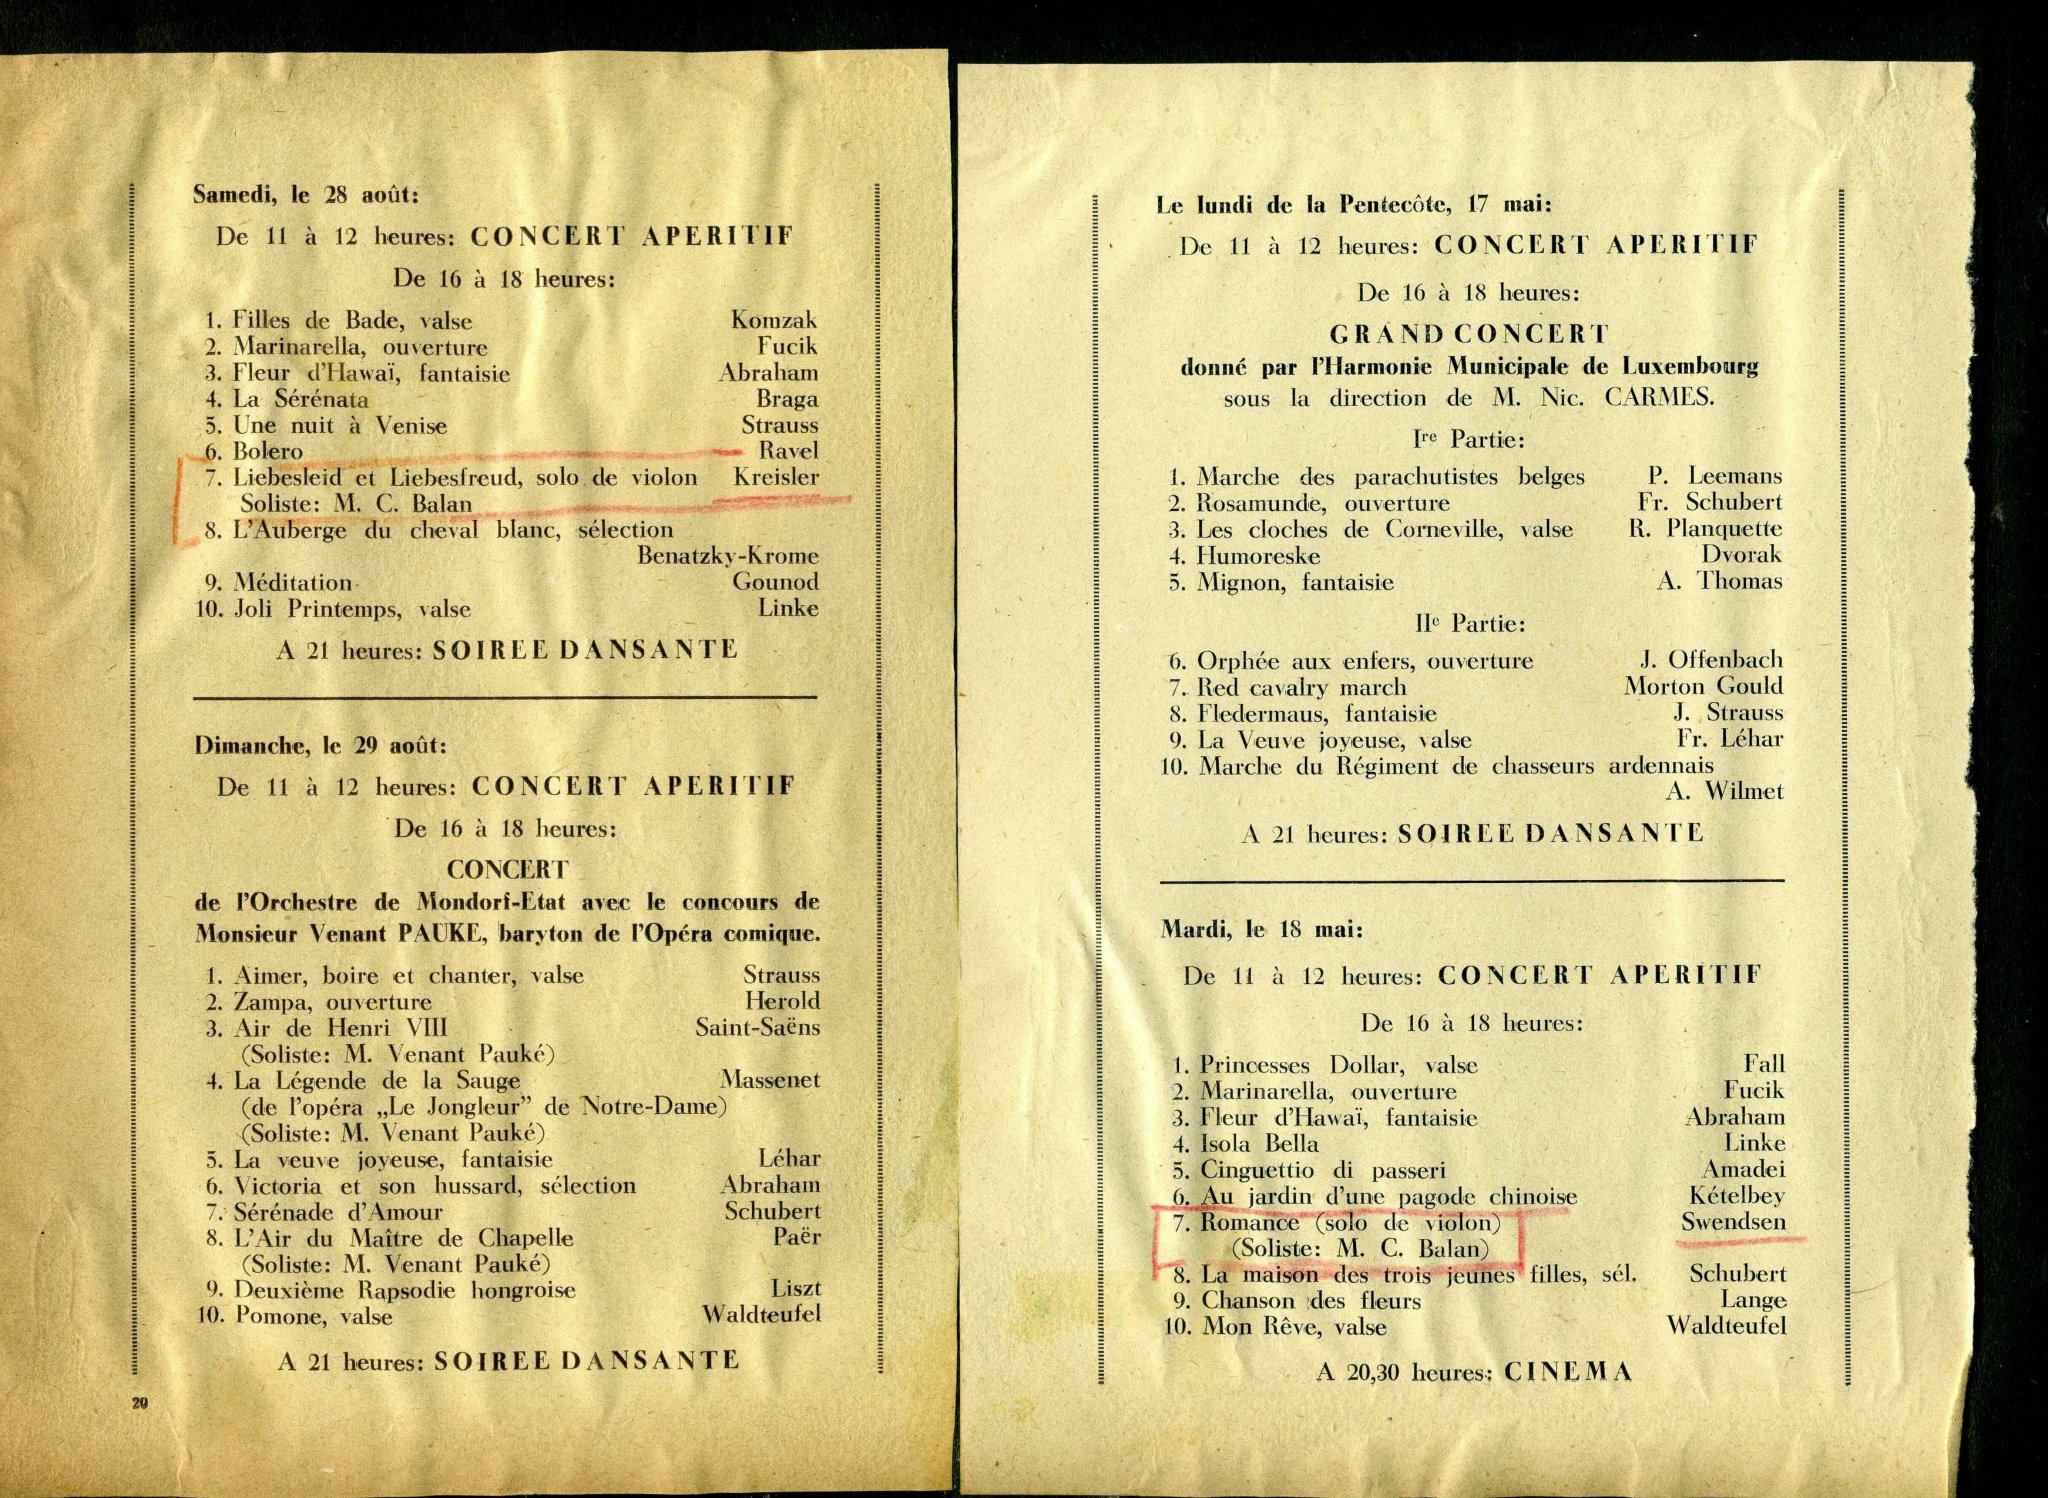 Samedi, le 28 août:
De 11 à 12 heures: CONCERT APERITIF
De 16 à 18 heures:
1. Filles de Bade, valse Komzak
2. Marinarella, ouverture Fucik
3. Fleur d'Hawaï, fantaisie Abraham
4. La Sérénata Braga
5. Une nuit à Venise Strauss
6. Bolero Ravel
7. Liebesleid et Liebesfreud, solo de violon Kreisler
Soliste: M. C. Balan
8. L'Auberge du cheval blanc, sélection
Benatzky-Krome
9. Méditation Gounod
10. Joli Printemps, valse Linke
A 21 heures: SOIREE DANSANTE
Dimanche, le 29 août:
De 11 à 12 heures: CONCERT APERITIF
De 16 à 18 heures:
CONCERT
de l'Orchestre de Mondorf-Etat avec le concours de
Monsieur Venant PAUKE, baryton de l'Opéra comique.
1. Aimer, boire et chanter, valse Strauss
2. Zampa, ouverture Herold
3. Air de Henri VIII Saint-Saëns
(Soliste: M. Venant Pauké)
4. La Légende de la Sauge Massenet
(de l'opéra „Le Jongleur” de Notre-Dame)
(Soliste: M. Venant Pauké)
5. La veuve joyeuse, fantaisie Léhar
6. Victoria et son hussard, sélection Abraham
7. Sérénade d'Amour Schubert
8. L'Air du Maître de Chapelle Paër
(Soliste: M. Venant Pauké)
9. Deuxième Rapsodie hongroise Liszt
10. Pomone, valse Waldteufel
A 21 heures: SOIREE DANSANTE
20
Le lundi de la Pentecôte, 17 mai:
De 11 à 12 heures: CONCERT APERITIF
De 16 à 18 heures:
GRAND CONCERT
donné par l'Harmonie Municipale de Luxembourg
sous la direction de M. Nic. CARMES.
Ire Partie:
1. Marche des parachutistes belges P. Leemans
2. Rosamunde, ouverture Fr. Schubert
3. Les cloches de Corneville, valse R. Planquette
4. Humoreske Dvorak
5. Mignon, fantaisie A. Thomas
IIe Partie:
6. Orphée aux enfers, ouverture J. Offenbach
7. Red cavalry march Morton Gould
8. Fledermaus, fantaisie J. Strauss
9. La Veuve joyeuse, valse Fr. Léhar
10. Marche du Régiment de chasseurs ardennais
A. Wilmet
A 21 heures: SOIREE DANSANTE
Mardi, le 18 mai:
De 11 à 12 heures: CONCERT APERITIF
De 16 à 18 heures:
1. Princesses Dollar, valse Fall
2. Marinarella, ouverture Fucik
3. Fleur d'Hawaï, fantaisie Abraham
4. Isola Bella Linke
5. Cinguettio di passeri Amadei
6. Au jardin d'une pagode chinoise Kételbey
7. Romance (solo de violon) Swendsen
(Soliste: M. C. Balan)
8. La maison des trois jeunes filles, sél. Schubert
9. Chanson des fleurs Lange
10. Mon Rêve, valse Waldteufel
A 20,30 heures: CINEMA